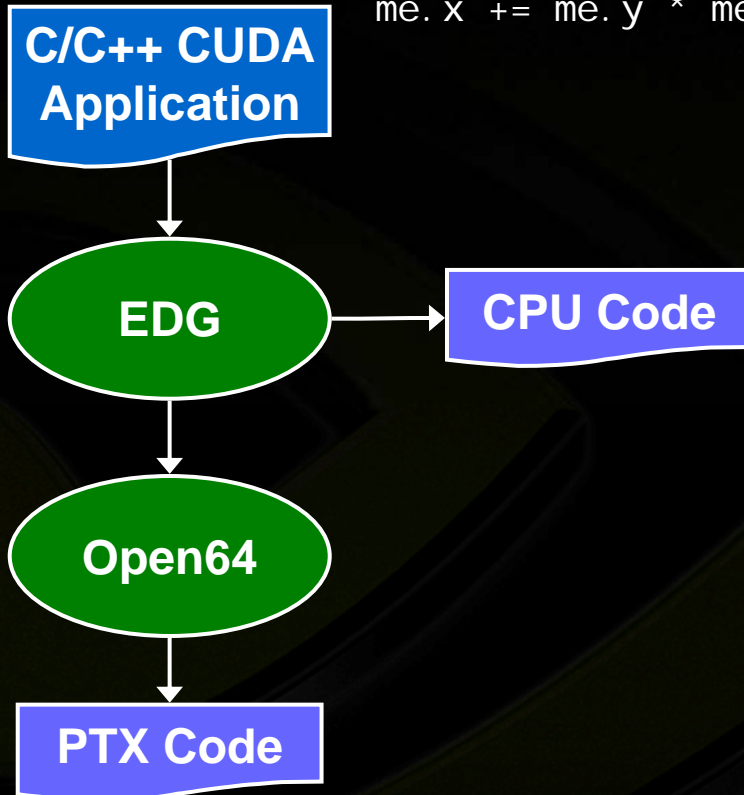 me.x += me.y * me
C/C++ CUDA
Application
EDG
CPU Code
Open64
PTX Code